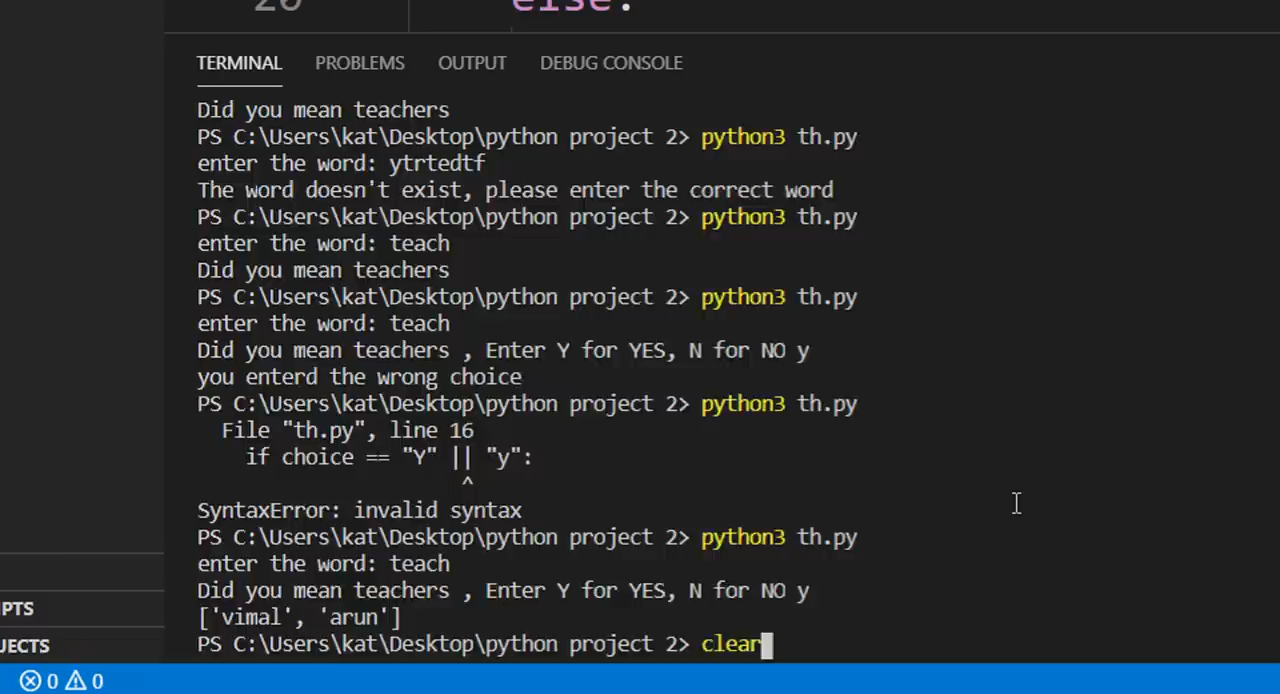 20 else:
TERMINAL PROBLEMS OUTPUT DEBUG CONSOLE
Did you mean teachers
PS C:\Users\kat\Desktop\python project 2> python3 th.py
enter the word: ytrtedtf
The word doesn't exist, please enter the correct word
PS C:\Users\kat\Desktop\python project 2> python3 th.py
enter the word: teach
Did you mean teachers
PS C:\Users\kat\Desktop\python project 2> python3 th.py
enter the word: teach
Did you mean teachers , Enter Y for YES, N for NO y
you enterd the wrong choice
PS C:\Users\kat\Desktop\python project 2> python3 th.py
File "th.py", line 16
if choice == "Y" || "y":
^
SyntaxError: invalid syntax
PS C:\Users\kat\Desktop\python project 2> python3 th.py
enter the word: teach
Did you mean teachers , Enter Y for YES, N for NO y
['vimal', 'arun']
PS C:\Users\kat\Desktop\python project 2> clear
IPTS
JECTS
0 0